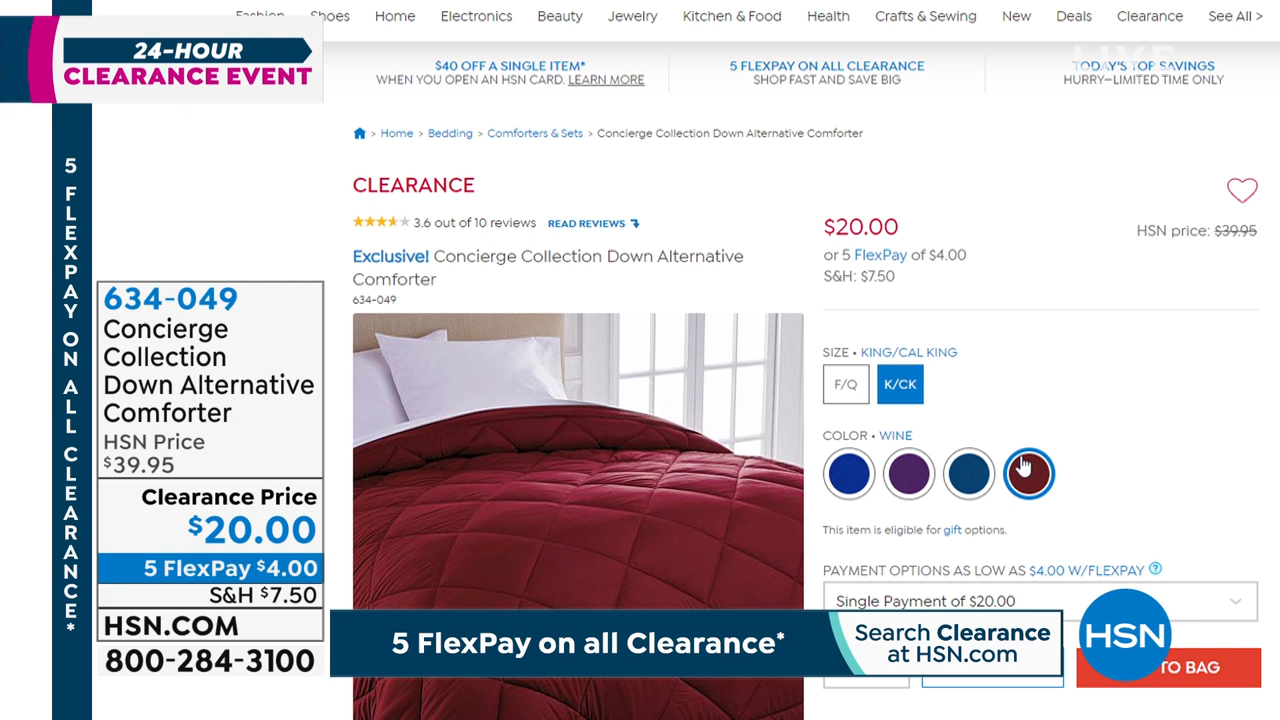 Fashion Shoes Home Electronics Beauty Jewelry Kitchen & Food Health Crafts & Sewing New Deals Clearance See All >
24-HOUR
CLEARANCE EVENT
$40 OFF A SINGLE ITEM*
WHEN YOU OPEN AN HSN CARD. LEARN MORE
5 FLEXPAY ON ALL CLEARANCE
SHOP FAST AND SAVE BIG
LIVE
TODAY'S TOP SAVINGS
HURRY—LIMITED TIME ONLY
5 FLEXPAY ON ALL CLEARANCE*
> Home > Bedding > Comforters & Sets > Concierge Collection Down Alternative Comforter
CLEARANCE
3.6 out of 10 reviews READ REVIEWS
Exclusive! Concierge Collection Down Alternative
Comforter
634-049
$20.00
HSN price: $39.95
or 5 FlexPay of $4.00
S&H: $7.50
SIZE • KING/CAL KING
F/Q K/CK
COLOR • WINE
This item is eligible for gift options.
PAYMENT OPTIONS AS LOW AS $4.00 W/FLEXPAY ?
Single Payment of $20.00
TO BAG
634-049
Concierge
Collection
Down Alternative
Comforter
HSN Price
$39.95
Clearance Price
$20.00
5 FlexPay $4.00
S&H $7.50
HSN.COM
800-284-3100
5 FlexPay on all Clearance*
Search Clearance
at HSN.com
HSN